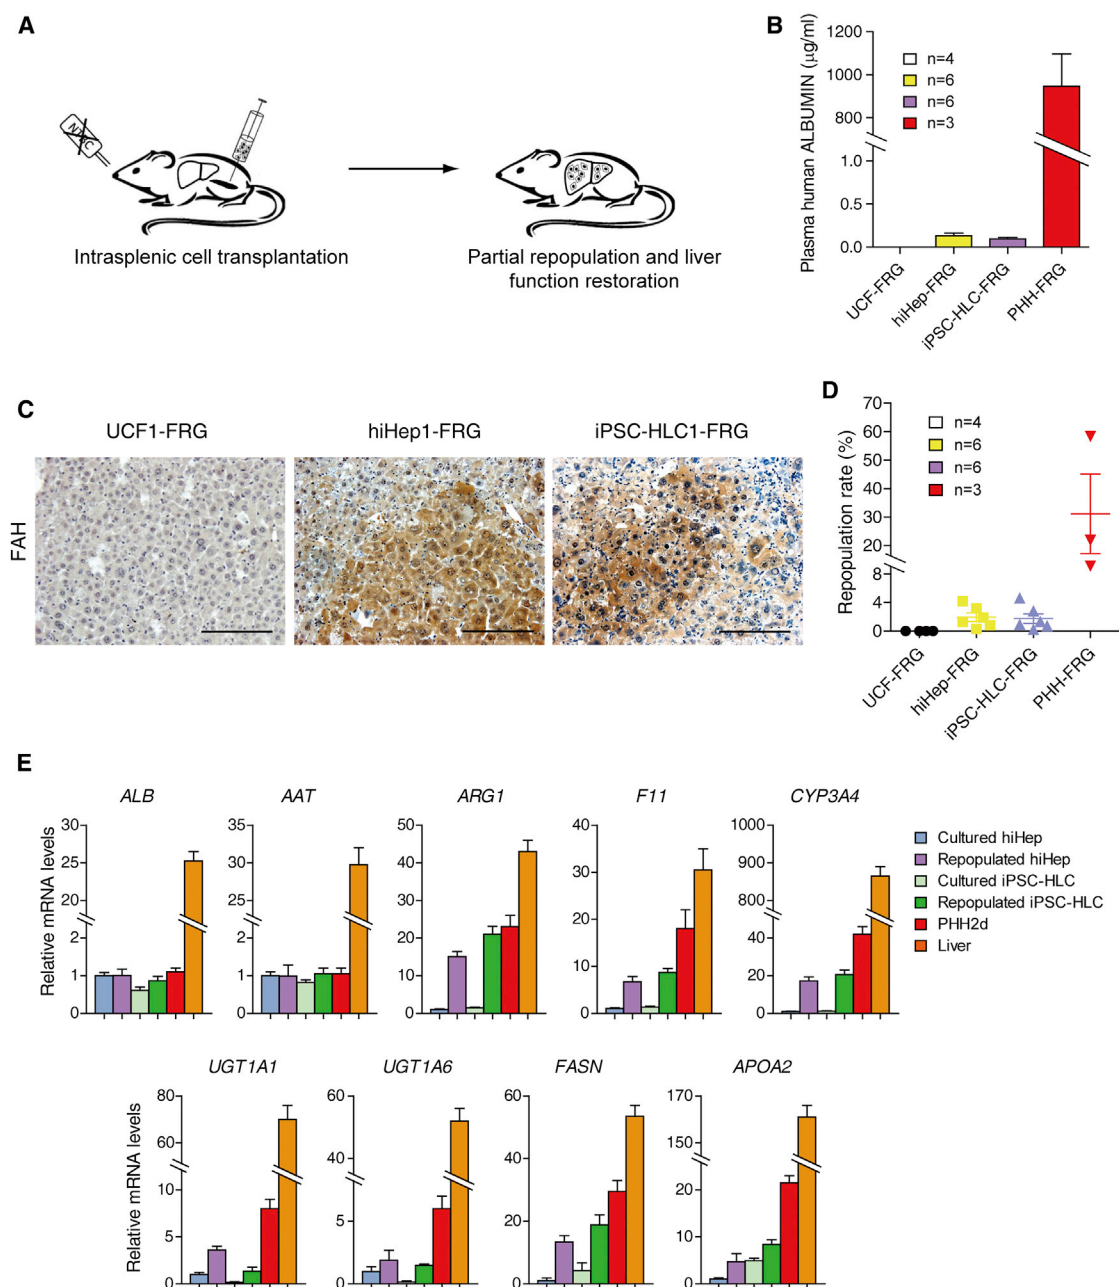 A
NTBC
Intrasplenic cell transplantation
Partial repopulation and liver
function restoration
B
Plasma human ALBUMIN (µg/ml)
1200
1000
800
1.0
0.5
0.0
n=4
n=6
n=6
n=3
UCF-FRG
hiHep-FRG
iPSC-HLC-FRG
PHH-FRG
C
UCF1-FRG
hiHep1-FRG
iPSC-HLC1-FRG
FAH
D
Repopulation rate (%)
70
60
50
40
30
20
8
4
0
n=4
n=6
n=6
n=3
UCF-FRG
hiHep-FRG
iPSC-HLC-FRG
PHH-FRG
E
Relative mRNA levels
ALB
30
25
20
2
1
0
AAT
35
30
25
2
1
0
ARG1
50
40
30
20
10
0
F11
40
30
20
10
0
CYP3A4
1000
900
800
40
20
0
Cultured hiHep
Repopulated hiHep
Cultured iPSC-HLC
Repopulated iPSC-HLC
PHH2d
Liver
Relative mRNA levels
UGT1A1
80
60
10
5
0
UGT1A6
60
40
5
0
FASN
60
40
20
0
APOA2
170
150
20
10
0